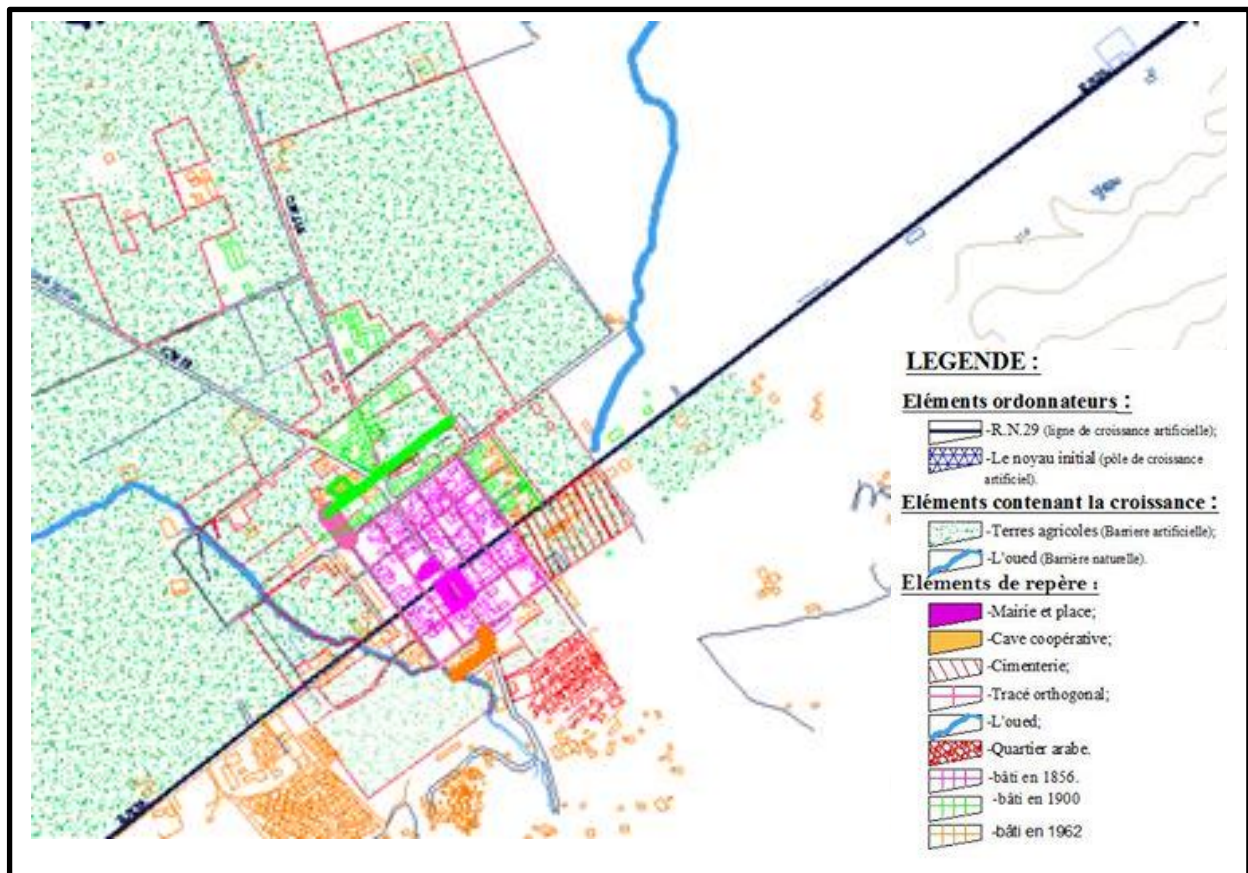 LEGENDE :
Eléments ordonnateurs :
-R.N.29 (ligne de croissance artificielle);
-Le noyau initial (pôle de croissance
artificiel).
Eléments contenant la croissance :
-Terres agricoles (Barriere artificielle);
-L'oued (Barrière naturelle).
Eléments de repère :
-Mairie et place;
-Cave coopérative;
-Cimenterie;
-Tracé orthogonal;
-L'oued;
-Quartier arabe.
-bâti en 1856.
-bâti en 1900
-bâti en 1962